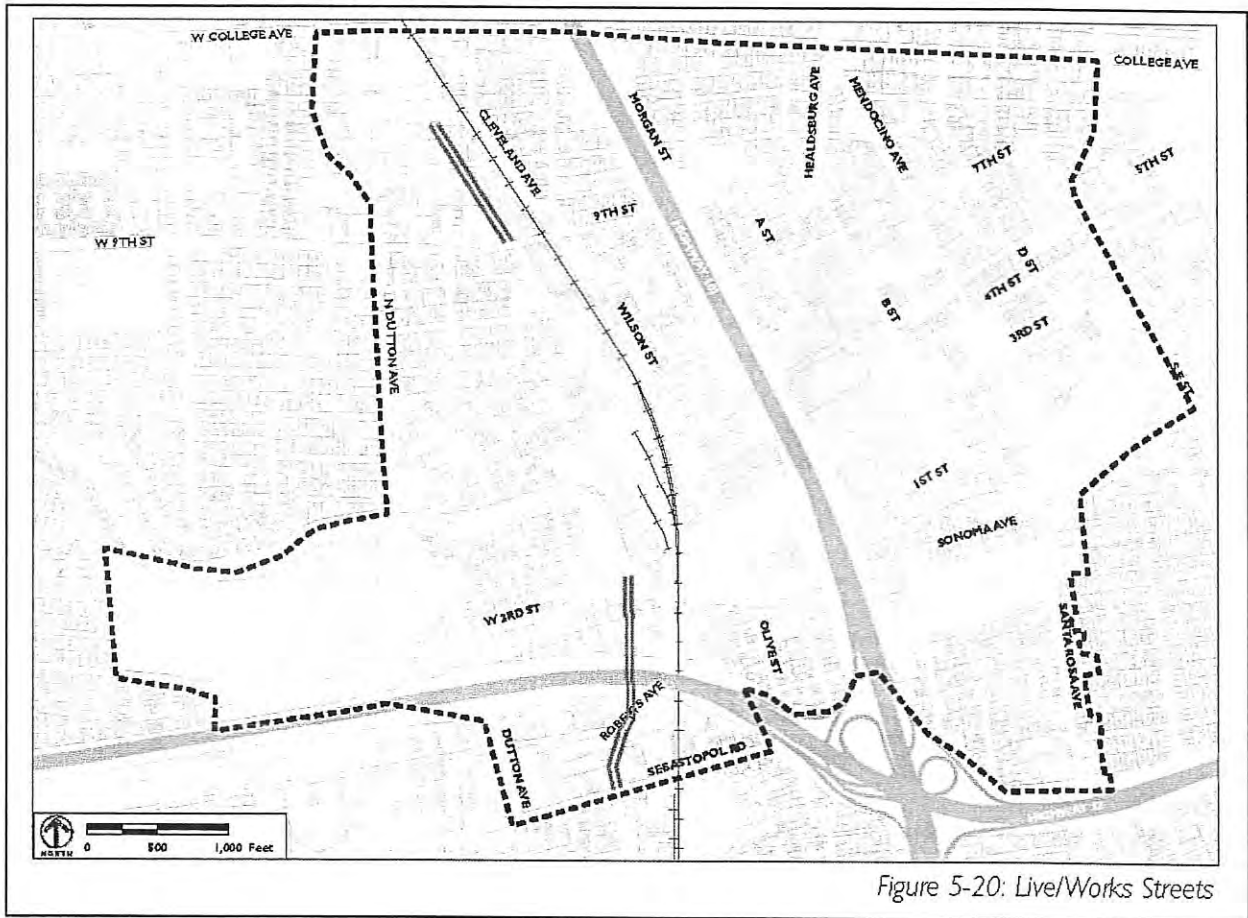 W COLLEGE AVE
COLLEGE AVE
CLEVELAND AVE
MORGAN ST
HEALDSBURG AVE
MENDOCINO AVE
7TH ST
5TH ST
9TH ST
A ST
W 9TH ST
HIGHWAY 101
D ST
4TH ST
B ST
3RD ST
N DUTTON AVE
WILSON ST
S E ST
1ST ST
SONOMA AVE
W 3RD ST
OLIVE ST
SANTA ROSA AVE
ROBERTS AVE
DUTTON AVE
SEBASTOPOL RD
HIGHWAY 12
NORTH
0 500 1,000 Feet
Figure 5-20: Live/Works Streets